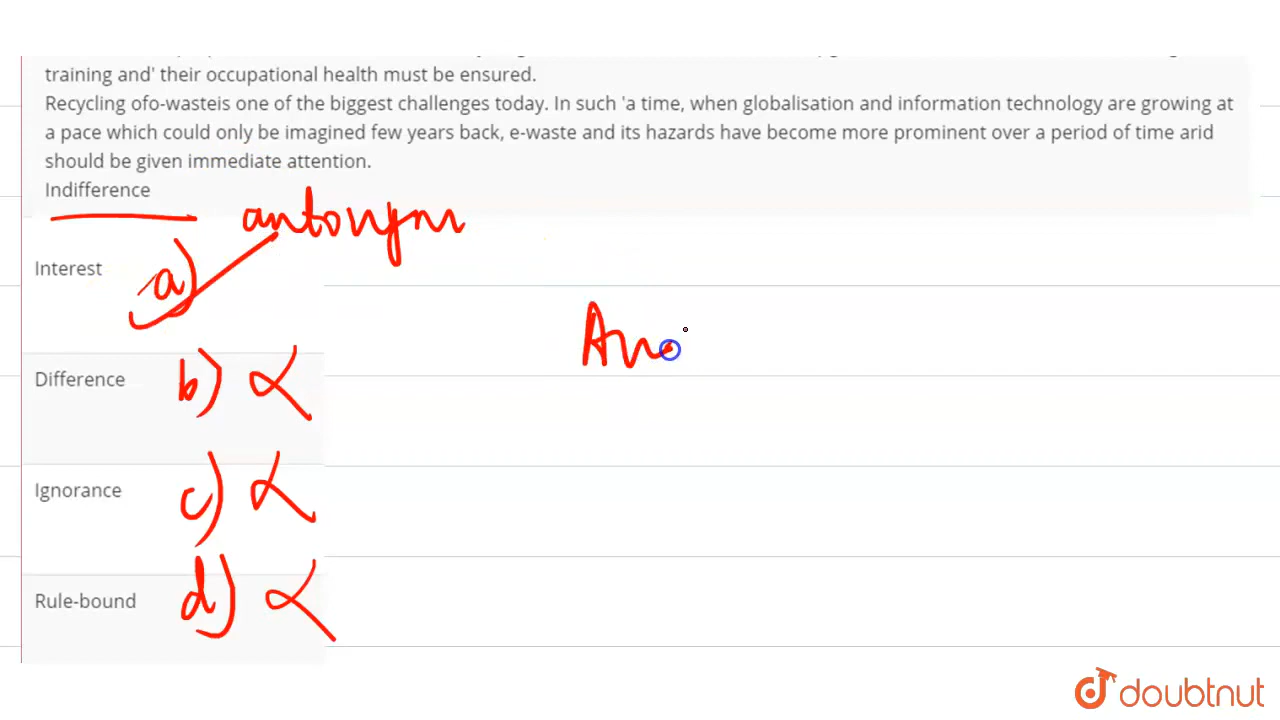 training and' their occupational health must be ensured.
Recycling ofo-wasteis one of the biggest challenges today. In such 'a time, when globalisation and information technology are growing at
a pace which could only be imagined few years back, e-waste and its hazards have become more prominent over a period of time arid
should be given immediate attention.
Indifference
antonym
Interest a)
An
Difference b)
Ignorance c)
Rule-bound d)
doubtnut